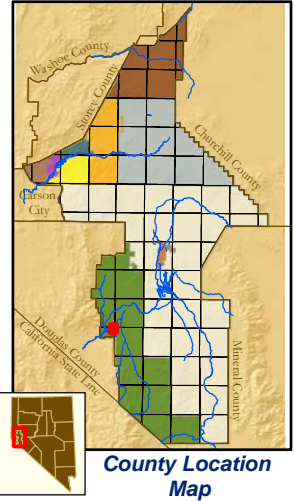 Washoe County
Storey County
Churchill County
Carson
City
Douglas County
California State Line
Mineral County
County Location
Map